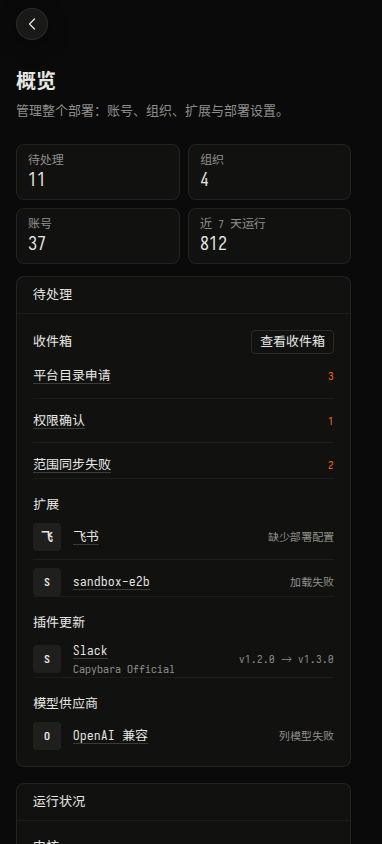 概览
管理整个部署：账号、组织、扩展与部署设置。
待处理
11
组织
4
账号
37
近 7 天运行
812
待处理
收件箱
查看收件箱
平台目录申请
3
权限确认
1
范围同步失败
2
扩展
飞
飞书
缺少部署配置
S
sandbox-e2b
加载失败
插件更新
S
Slack
Capybara Official
v1.2.0 → v1.3.0
模型供应商
O
OpenAI 兼容
列模型失败
运行状况